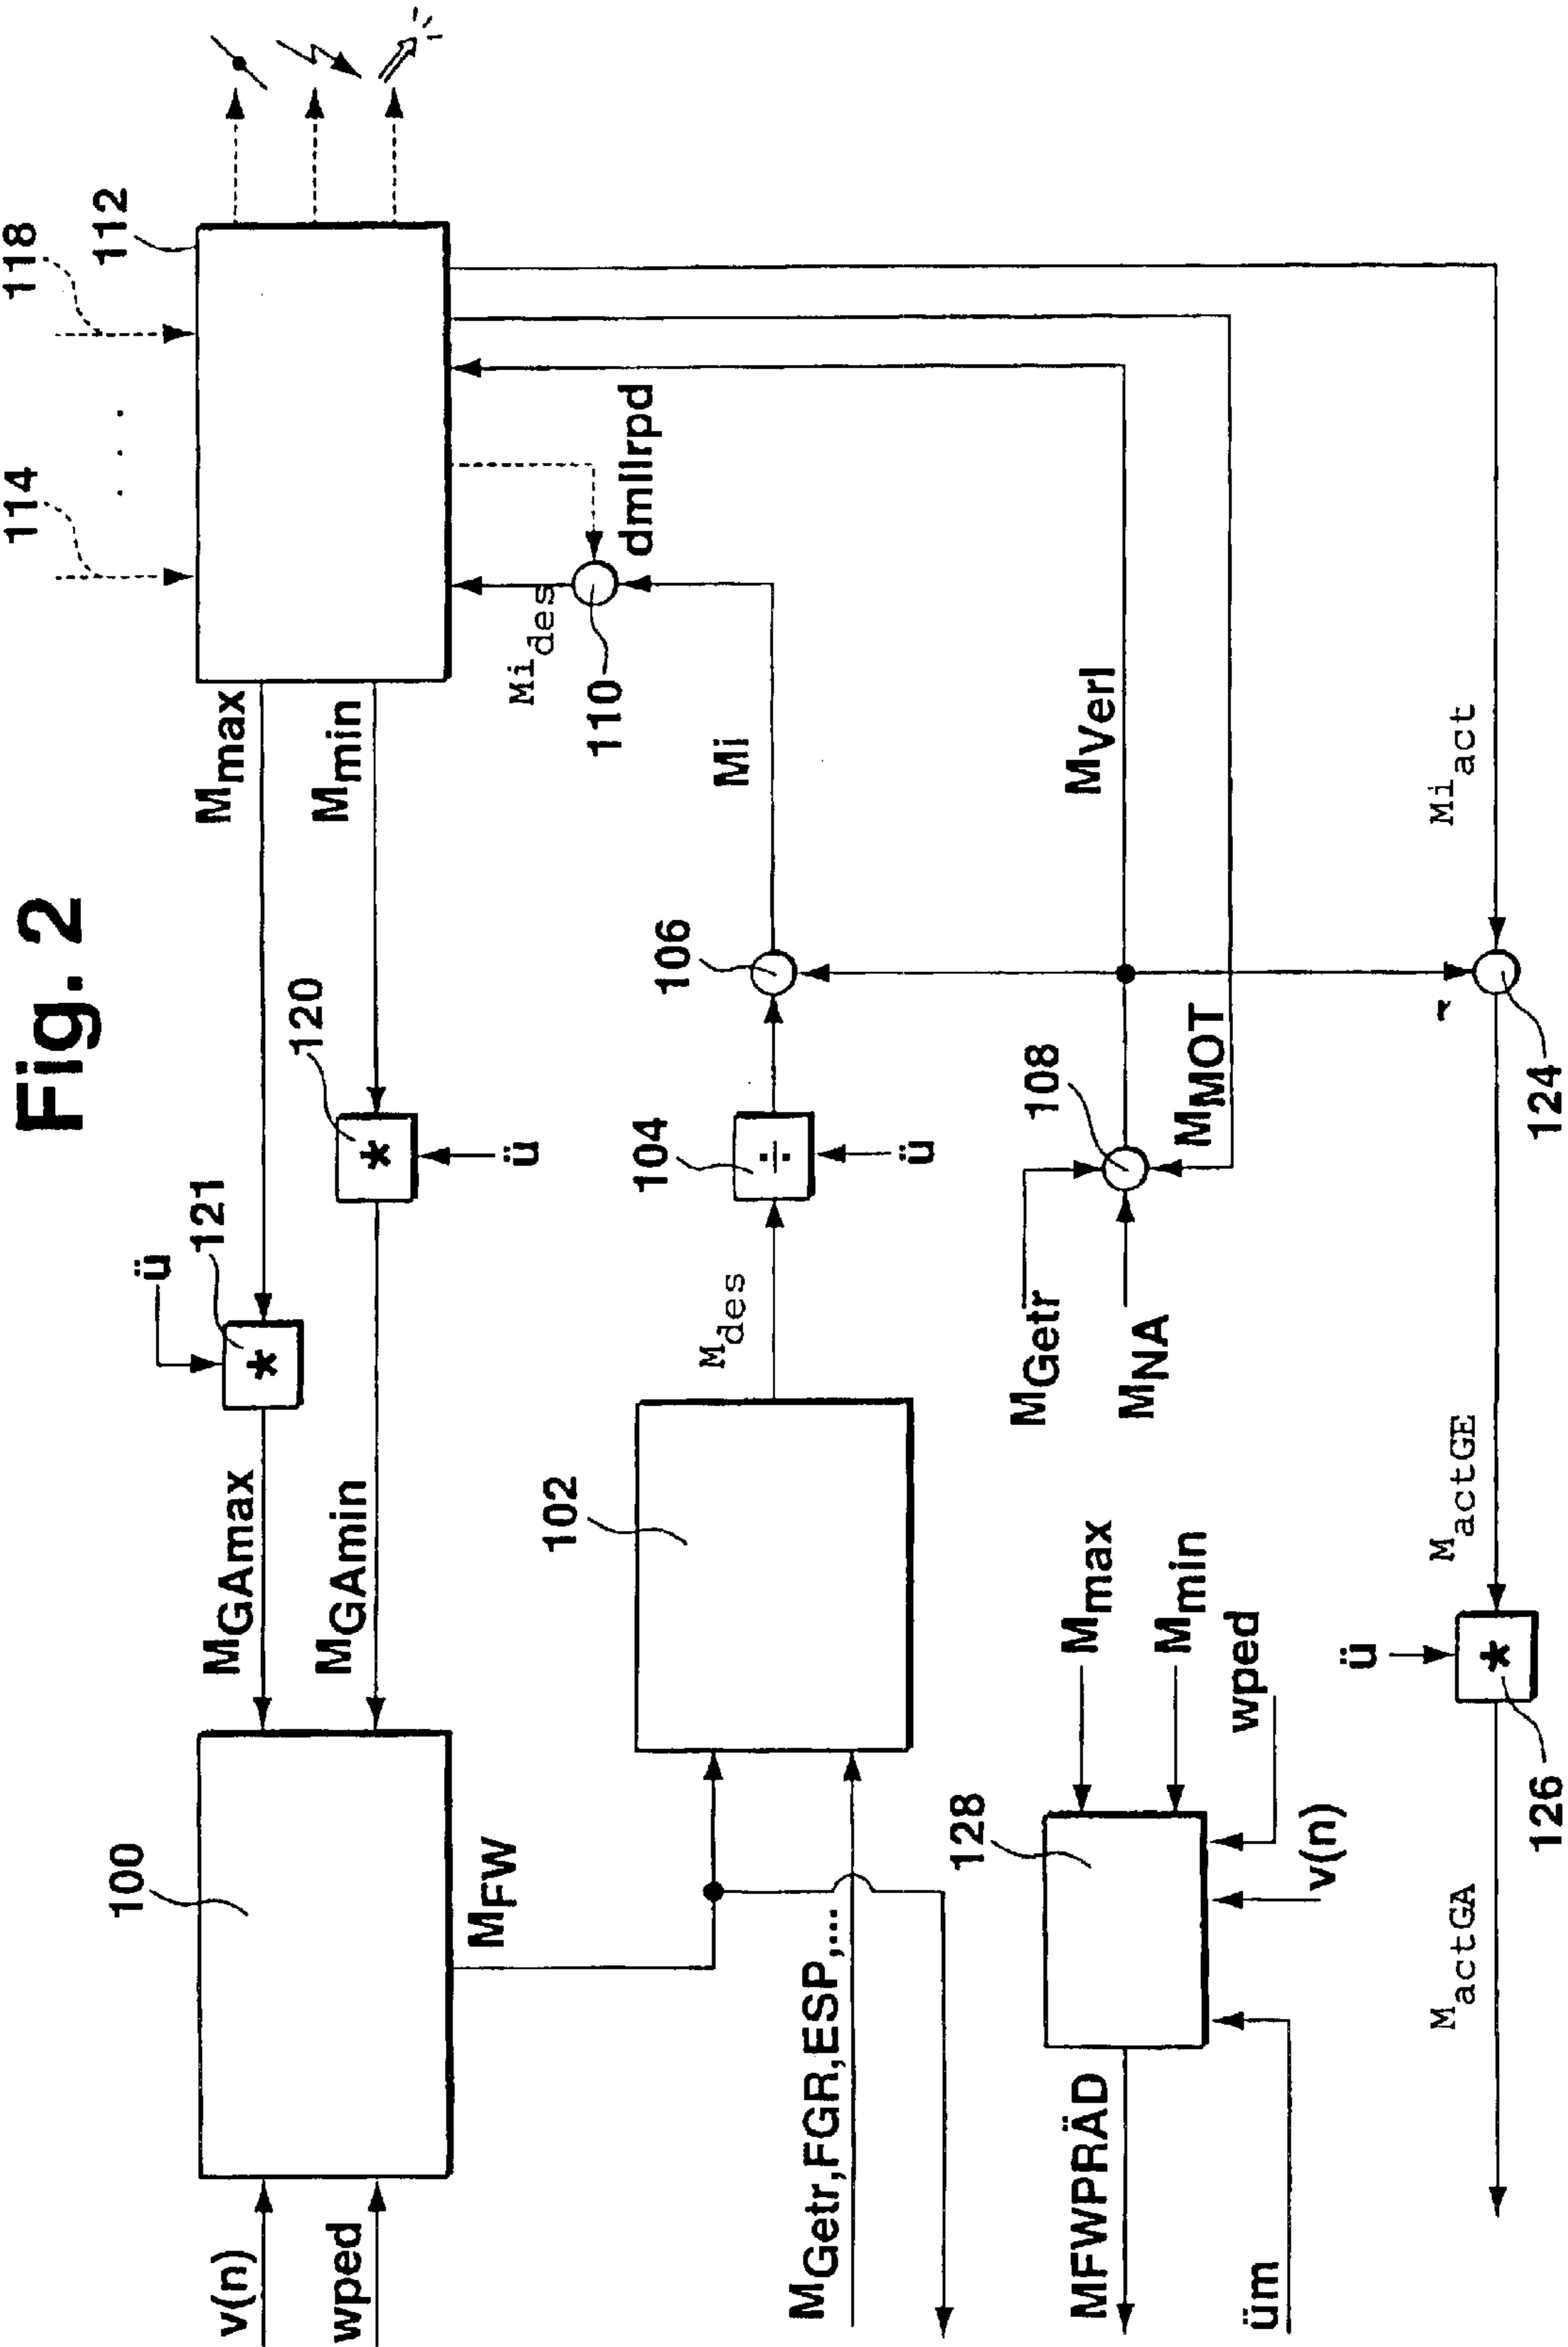 Fig. 2
114
118
112
. . .
ü
121
120
ü
Mmax
Mmin
MGAmax
MGAmin
100
v(n)
wped
MFW
Mides
110
dmllrpd
102
Mdes
104
÷
ü
106
Mi
MGetr,FGR,ESP,...
MVerl
108
MMOT
MGetr
MNA
128
Mmax
Mmin
wped
v(n)
MFWPRÄD
üm
Miact
-
124
MactGE
ü
126
MactGA
*
*
*